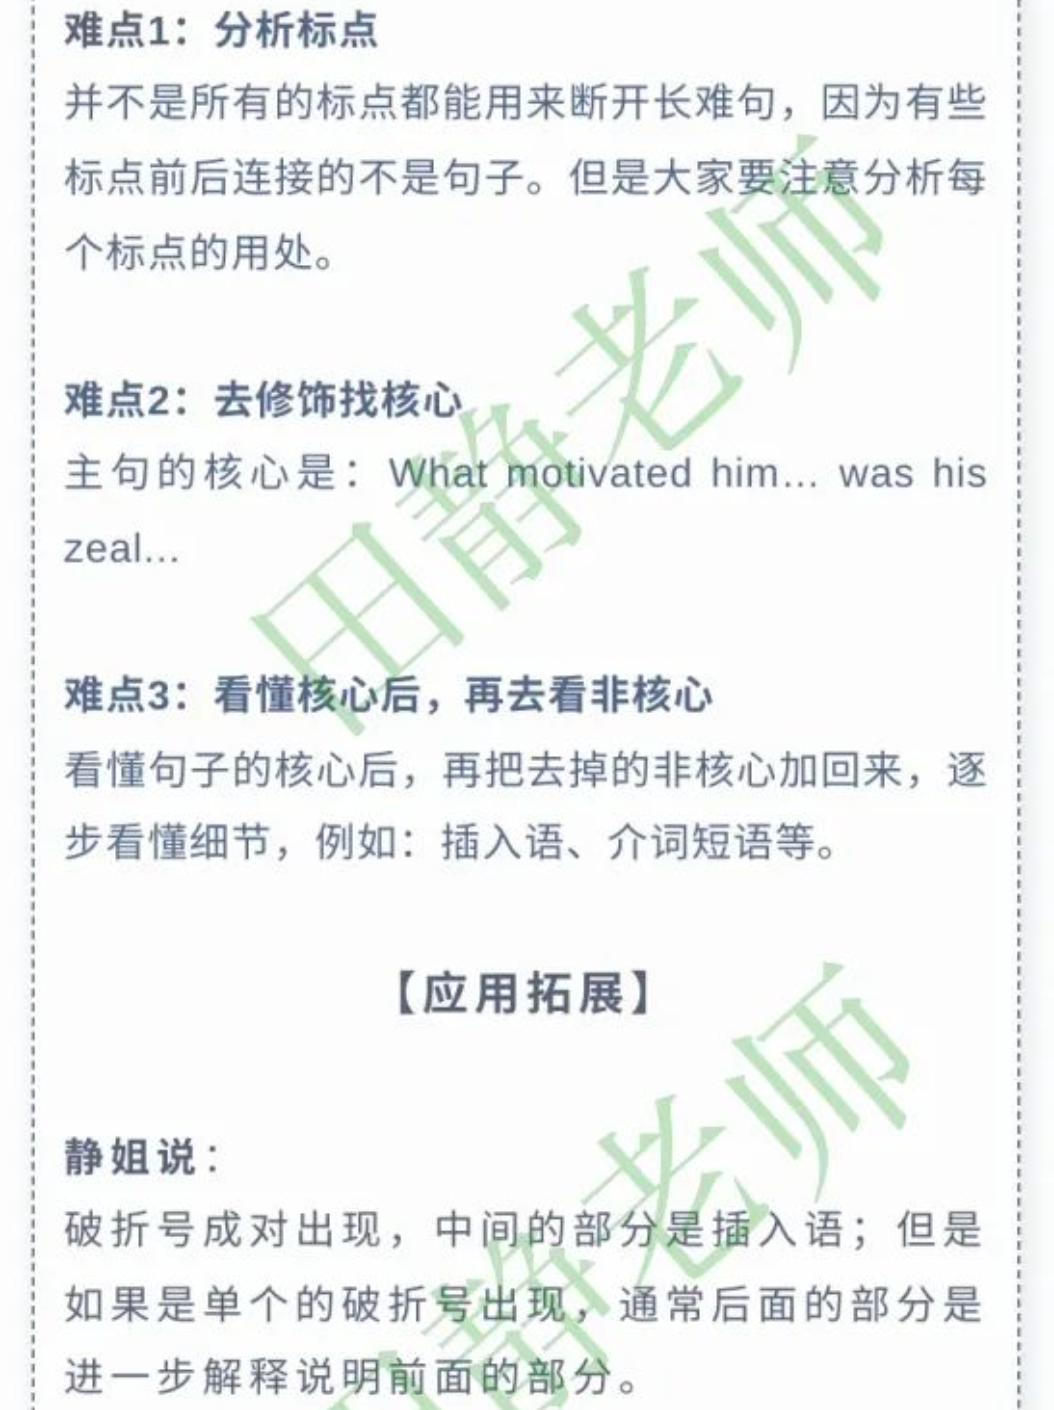 难点1：分析标点
并不是所有的标点都能用来断开长难句，因为有些
标点前后连接的不是句子。但是大家要注意分析每
个标点的用处。
难点2：去修饰找核心
主句的核心是：What motivated him... was his
zeal...
难点3：看懂核心后，再去看非核心
看懂句子的核心后，再把去掉的非核心加回来，逐
步看懂细节，例如：插入语、介词短语等。
【应用拓展】
静姐说：
破折号成对出现，中间的部分是插入语；但是
如果是单个的破折号出现，通常后面的部分是
进一步解释说明前面的部分。
田静老师
田静老师